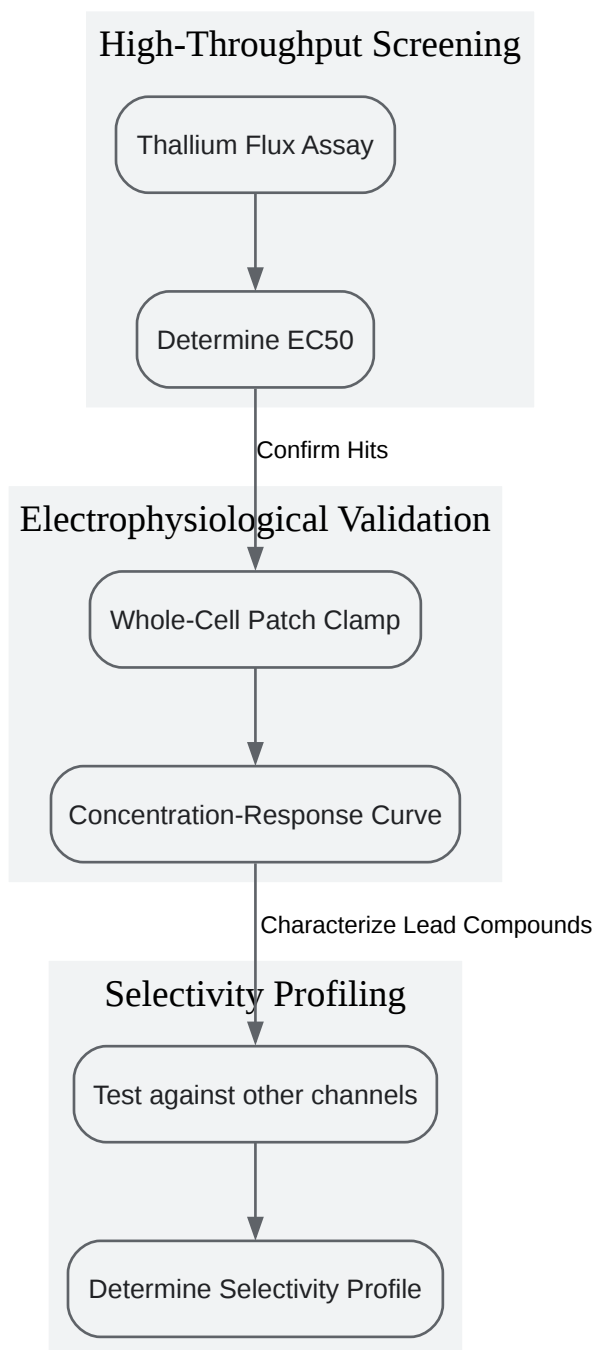 High-Throughput Screening
Thallium Flux Assay
Determine EC50
Confirm Hits
Electrophysiological Validation
Whole-Cell Patch Clamp
Concentration-Response Curve
Characterize Lead Compounds
Selectivity Profiling
Test against other channels
Determine Selectivity Profile